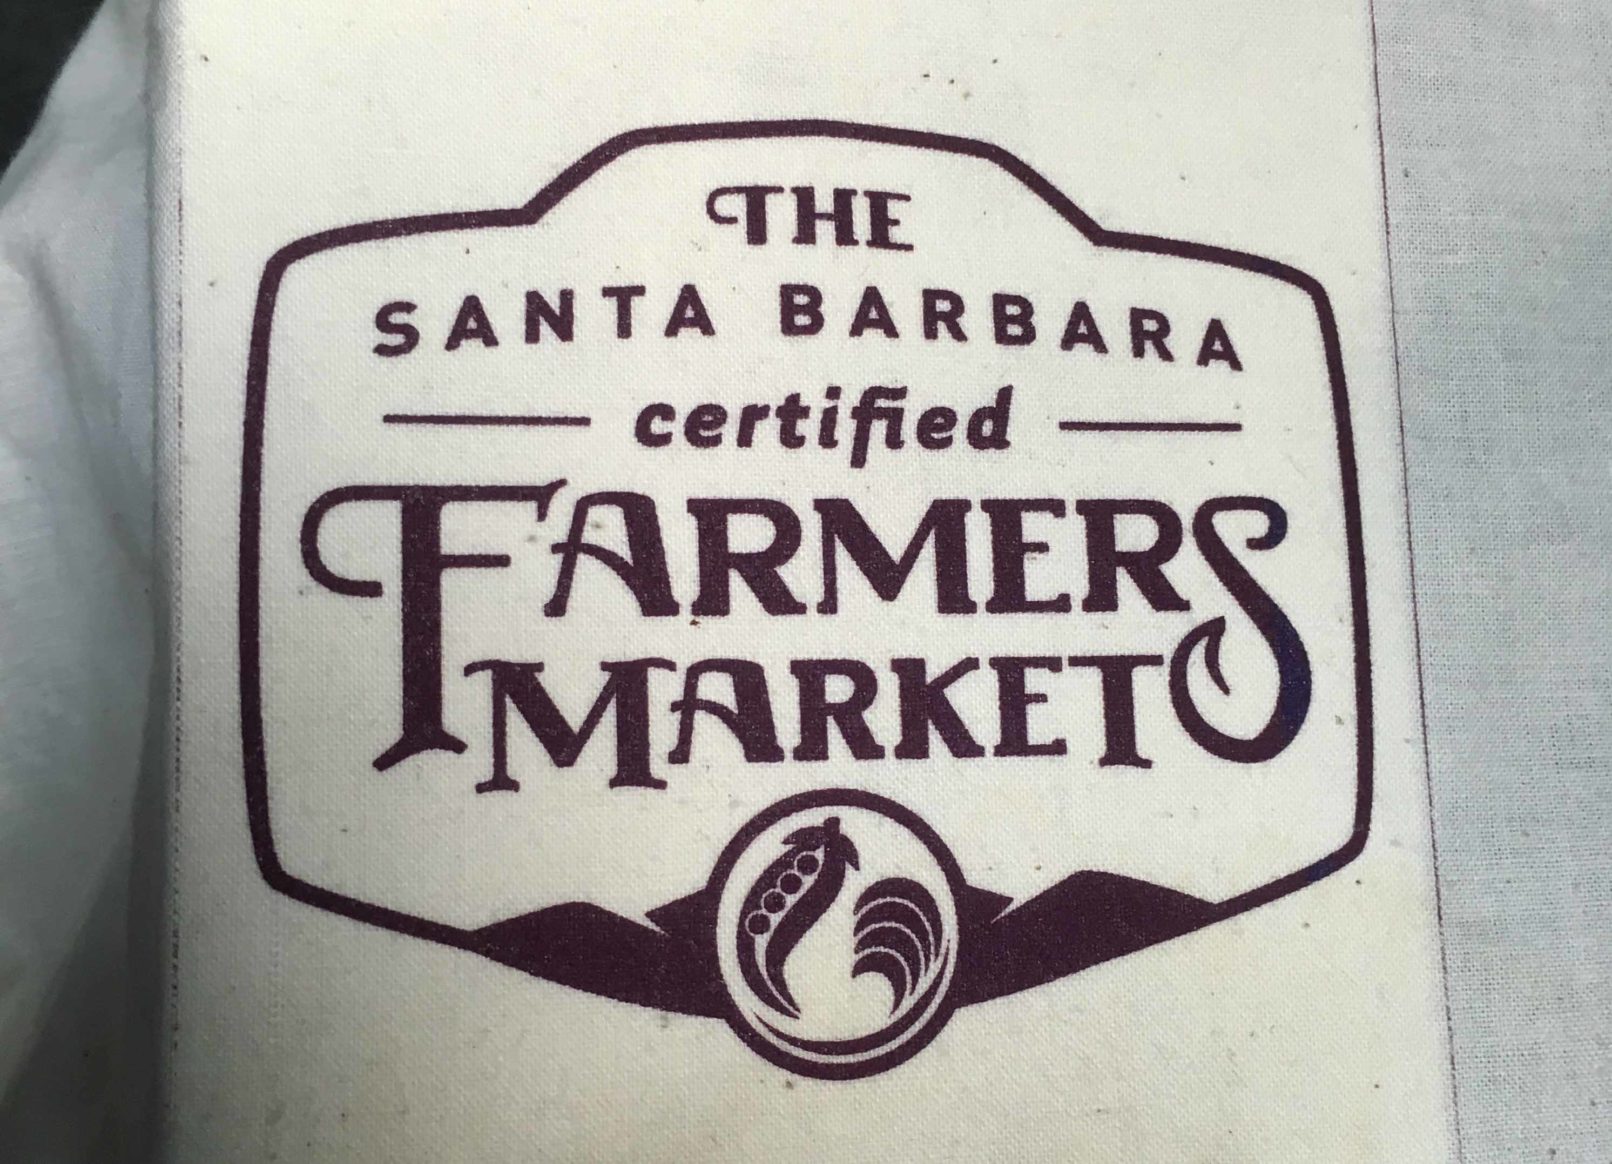 THE
SANTA BARBARA
certified
FARMERS
MARKET